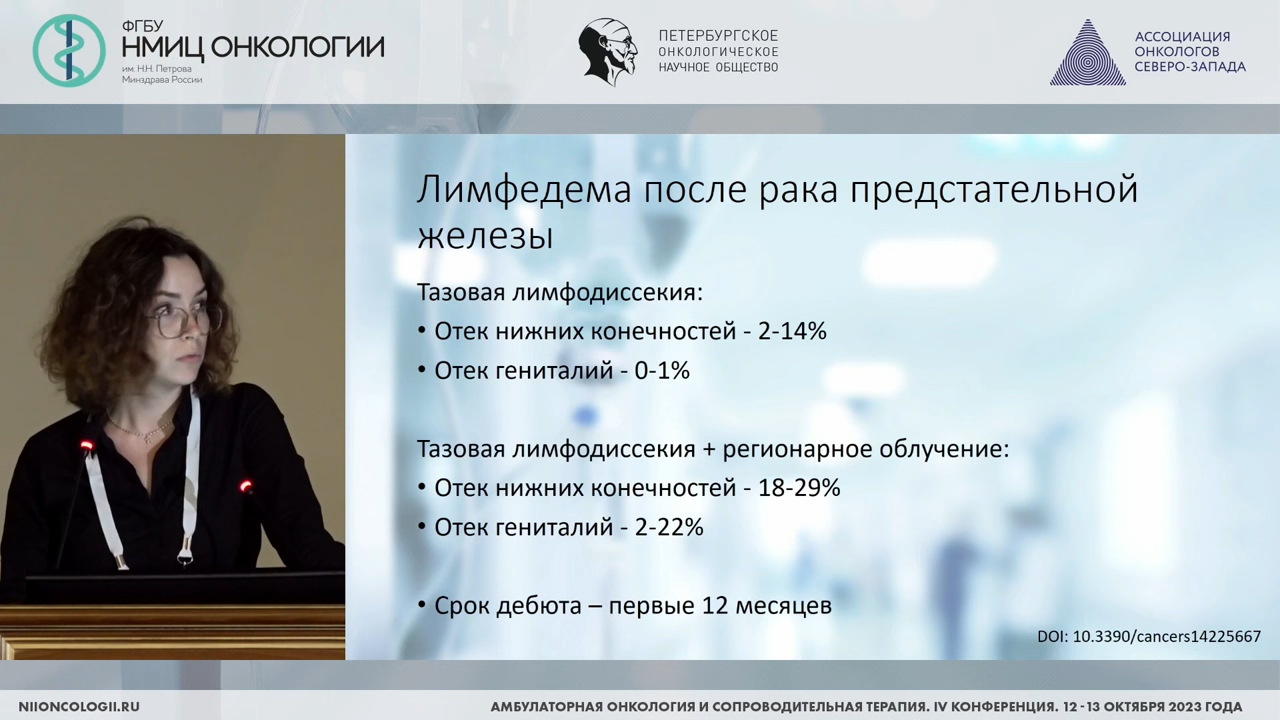 ФГБУ
НМИЦ ОНКОЛОГИИ
им. Н.Н. Петрова
Минздрава России
ПЕТЕРБУРГСКОЕ
ОНКОЛОГИЧЕСКОЕ
НАУЧНОЕ ОБЩЕСТВО
АССОЦИАЦИЯ
ОНКОЛОГОВ
СЕВЕРО-ЗАПАДА
Лимфедема после рака предстательной
железы
Тазовая лимфодиссекия:
• Отек нижних конечностей - 2-14%
• Отек гениталий - 0-1%
Тазовая лимфодиссекия + регионарное облучение:
• Отек нижних конечностей - 18-29%
• Отек гениталий - 2-22%
• Срок дебюта – первые 12 месяцев
DOI: 10.3390/cancers14225667
NIIONCOLOGII.RU
АМБУЛАТОРНАЯ ОНКОЛОГИЯ И СОПРОВОДИТЕЛЬНАЯ ТЕРАПИЯ. IV КОНФЕРЕНЦИЯ. 12-13 ОКТЯБРЯ 2023 ГОДА